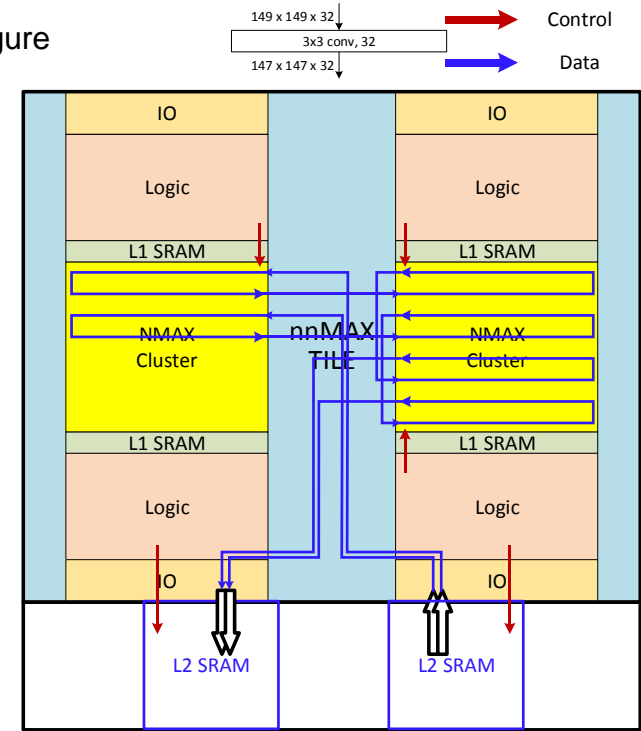 gure
149 x 149 x 32
3x3 conv, 32
147 x 147 x 32
Control
Data
IO
IO
Logic
Logic
L1 SRAM
L1 SRAM
NMAX
Cluster
nnMAX
TILE
NMAX
Cluster
L1 SRAM
L1 SRAM
Logic
Logic
IO
IO
L2 SRAM
L2 SRAM